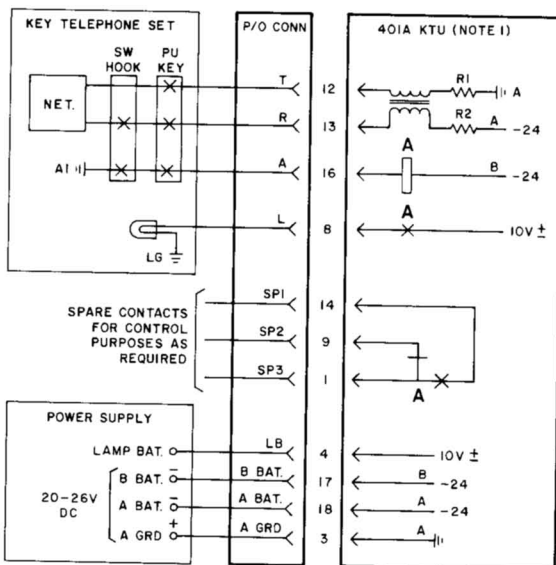 KEY TELEPHONE SET
P/O CONN
401A KTU (NOTE 1)
SW HOOK
PU KEY
NET.
T
12
R1
A
R
13
R2
A
-24
A1
A
16
A
B
-24
L
8
A
10V ±
LG
SPARE CONTACTS
FOR CONTROL
PURPOSES AS
REQUIRED
SP1
14
SP2
9
SP3
1
A
POWER SUPPLY
LAMP BAT.
LB
4
10V ±
20-26V
DC
B BAT. −
B BAT.
17
B
-24
A BAT. −
A BAT.
18
A
-24
A GRD +
A GRD
3
A